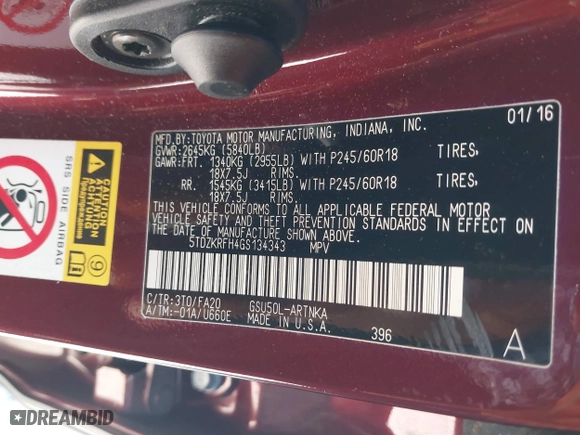 MFD.BY:TOYOTA MOTOR MANUFACTURING, INDIANA, INC. 01/16
GVWR:2645KG (5840LB)
GAWR:FRT. 1340KG (2955LB) WITH P245/60R18 TIRES,
18X7.5J RIMS.
RR. 1545KG (3415LB) WITH P245/60R18 TIRES,
18X7.5J RIMS.
THIS VEHICLE CONFORMS TO ALL APPLICABLE FEDERAL MOTOR
VEHICLE SAFETY AND THEFT PREVENTION STANDARDS IN EFFECT ON
THE DATE OF MANUFACTURE SHOWN ABOVE.
5TDZKRFH4GS134343 MPV
C/TR:3T0/FA20 GSU50L-ARTNKA
A/TM:-01A/U660E MADE IN U.S.A. 396 A
SRS SIDE AIRBAG
9
DREAMBID